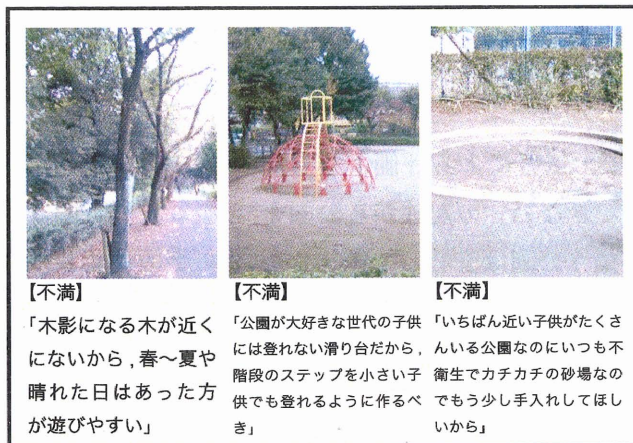 【不満】
「木影になる木が近く
にないから,春～夏や
晴れた日はあった方
が遊びやすい」
【不満】
「公園が大好きな世代の子供
には登れない滑り台だから,
階段のステップを小さい子
供でも登れるように作るべ
き」
【不満】
「いちばん近い子供がたくさ
んいる公園なのにいつも不
衛生でカチカチの砂場なの
でもう少し手入れしてほし
いから」